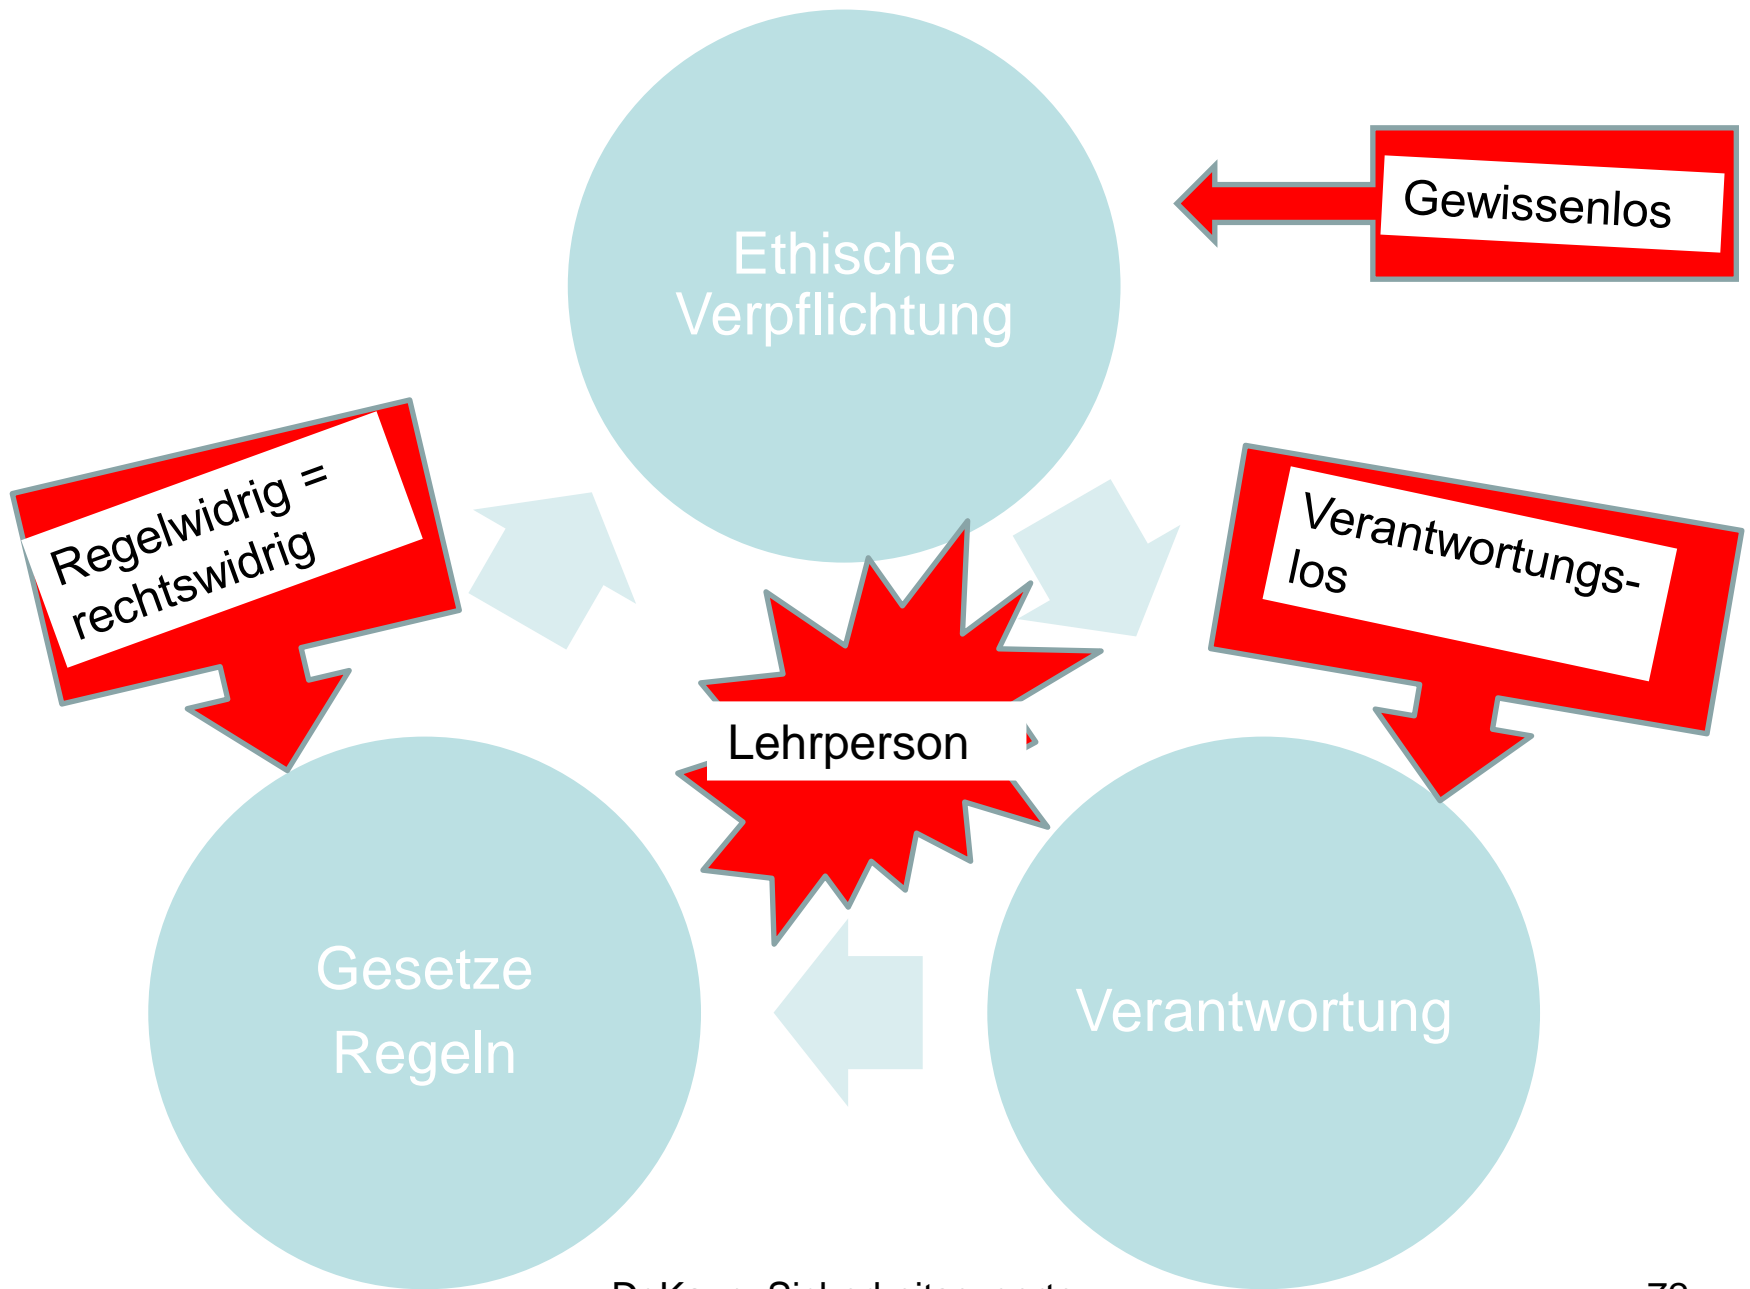 Ethische
Verpflichtung
Gewissenlos
Regelwidrig =
rechtswidrig
Verantwortungs-
los
Lehrperson
Gesetze
Regeln
Verantwortung